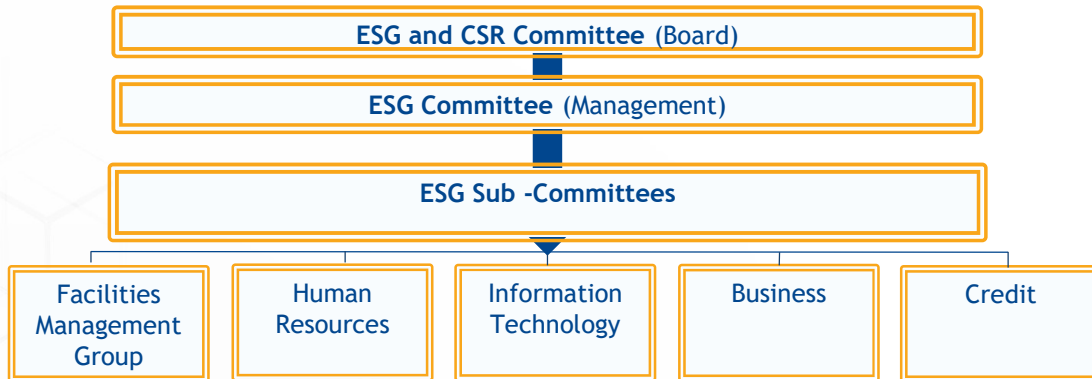 ESG and CSR Committee (Board)
ESG Committee (Management)
ESG Sub -Committees
Facilities
Management
Group
Human
Resources
Information
Technology
Business
Credit